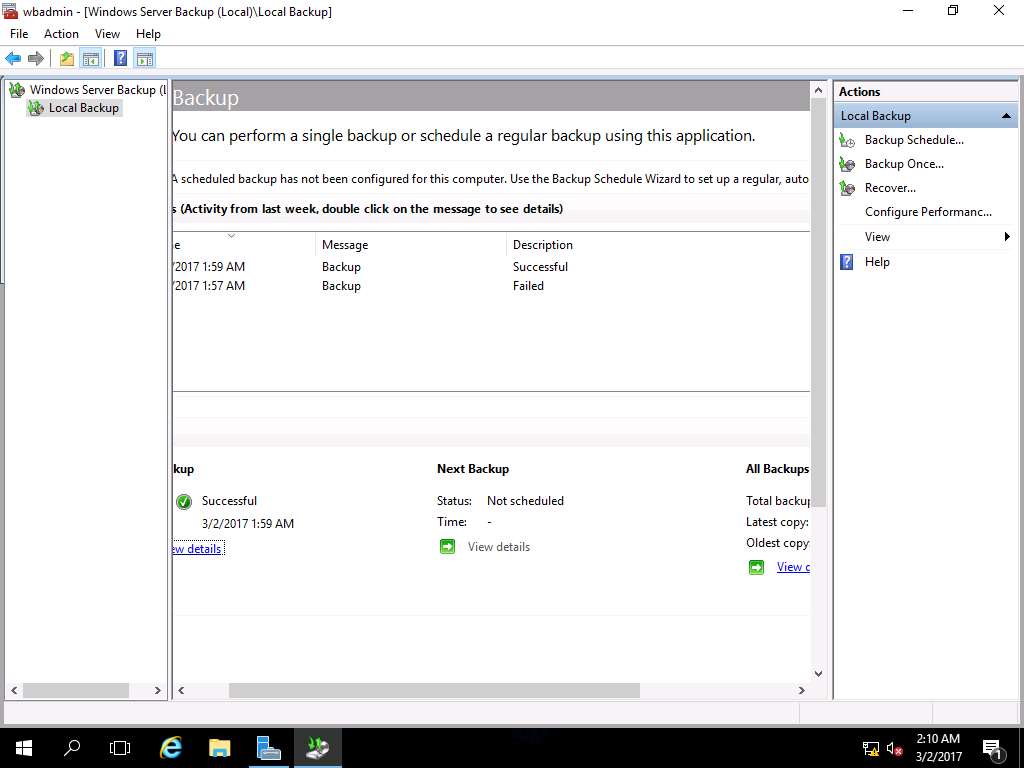 wbadmin - [Windows Server Backup (Local)\Local Backup]
File Action View Help
Windows Server Backup (L
Local Backup
Backup
You can perform a single backup or schedule a regular backup using this application.
A scheduled backup has not been configured for this computer. Use the Backup Schedule Wizard to set up a regular, auto
s (Activity from last week, double click on the message to see details)
e Message Description
/2017 1:59 AM Backup Successful
/2017 1:57 AM Backup Failed
kup Next Backup All Backups
Successful Status: Not scheduled Total backup
3/2/2017 1:59 AM Time: - Latest copy:
ew details View details Oldest copy
View d
Actions
Local Backup
Backup Schedule...
Backup Once...
Recover...
Configure Performanc...
View
Help
2:10 AM
3/2/2017
1